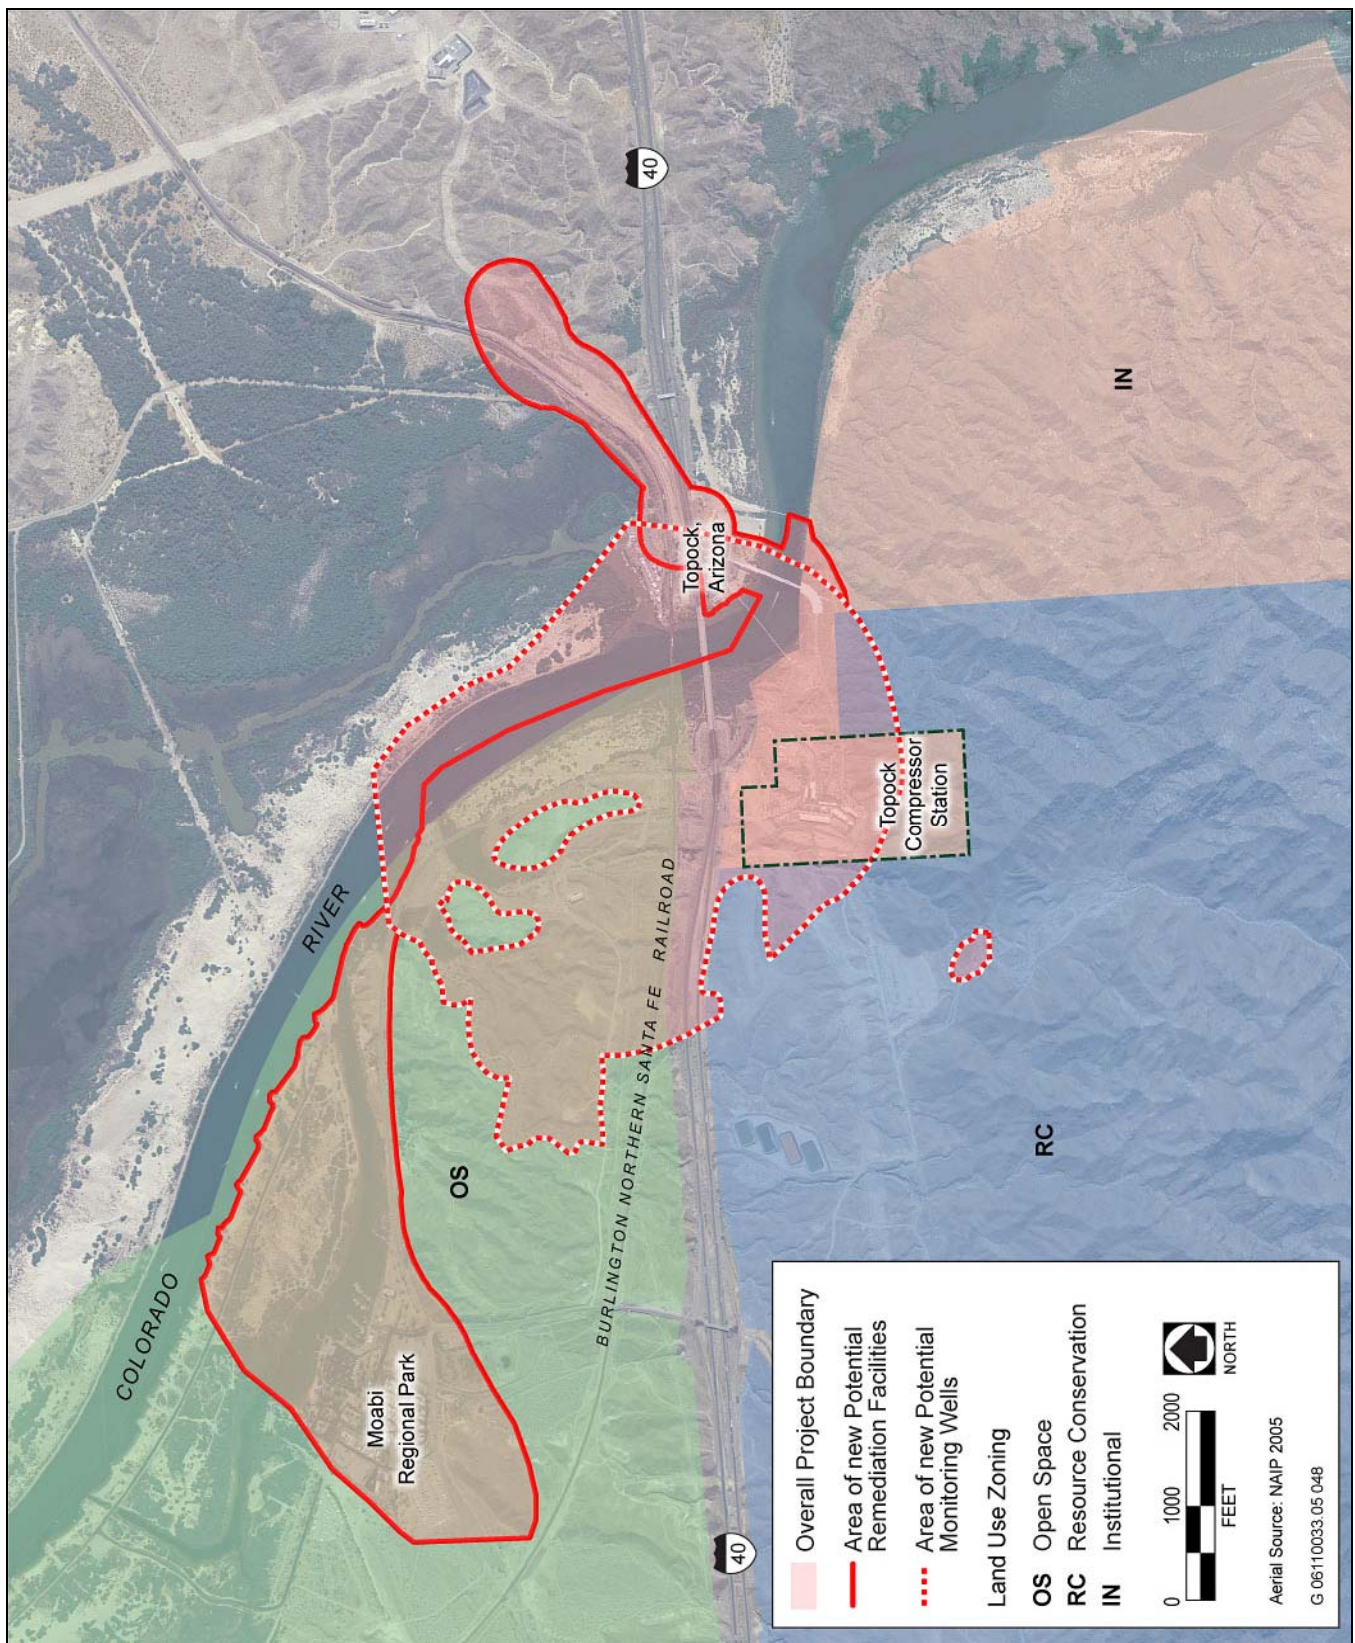 COLORADO
RIVER
40
Topock,
Arizona
Moabi
Regional Park
OS
BURLINGTON NORTHERN SANTA FE RAILROAD
IN
Topock
Compressor
Station
RC
40
Overall Project Boundary
Area of new Potential
Remediation Facilities
Area of new Potential
Monitoring Wells
Land Use Zoning
OS Open Space
RC Resource Conservation
IN Institutional
0 1000 2000
FEET
NORTH
Aerial Source: NAIP 2005
G 06110033.05 048